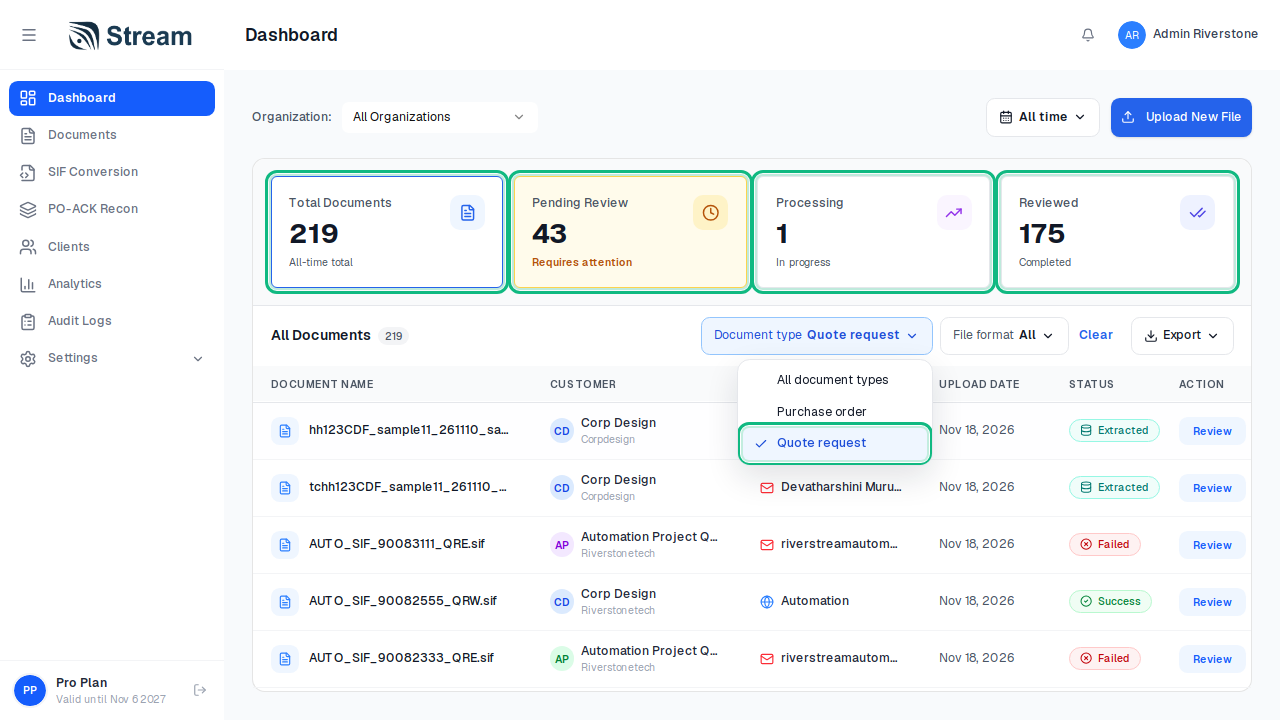 Stream
Dashboard
AR
Admin Riverstone
Dashboard
Documents
SIF Conversion
PO-ACK Recon
Clients
Analytics
Audit Logs
Settings
PP
Pro Plan
Valid until Nov 6 2027
Organization:
All Organizations
All time
Upload New File
Total Documents
219
All-time total
Pending Review
43
Requires attention
Processing
1
In progress
Reviewed
175
Completed
All Documents 219
Document type Quote request
File format All
Clear
Export
All document types
Purchase order
Quote request
DOCUMENT NAME
CUSTOMER
UPLOAD DATE
STATUS
ACTION
hh123CDF_sample11_261110_sa...
CD
Corp Design
Corpdesign
Nov 18, 2026
Extracted
Review
tchh123CDF_sample11_261110_...
CD
Corp Design
Corpdesign
Devatharshini Muru...
Nov 18, 2026
Extracted
Review
AUTO_SIF_90083111_QRE.sif
AP
Automation Project Q...
Riverstonetech
riverstreamautom...
Nov 18, 2026
Failed
Review
AUTO_SIF_90082555_QRW.sif
CD
Corp Design
Riverstonetech
Automation
Nov 18, 2026
Success
Review
AUTO_SIF_90082333_QRE.sif
AP
Automation Project Q...
Riverstonetech
riverstreamautom...
Nov 18, 2026
Failed
Review